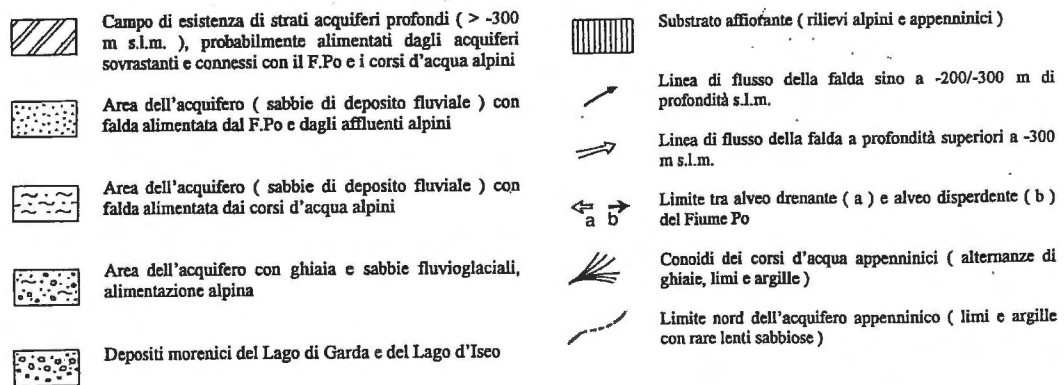 Campo di esistenza di strati acquiferi profondi ( > -300
m s.l.m. ), probabilmente alimentati dagli acquiferi
sovrastanti e connessi con il F.Po e i corsi d'acqua alpini
Area dell'acquifero ( sabbie di deposito fluviale ) con
falda alimentata dal F.Po e dagli affluenti alpini
Area dell'acquifero ( sabbie di deposito fluviale ) con
falda alimentata dai corsi d'acqua alpini
Area dell'acquifero con ghiaia e sabbie fluvioglaciali,
alimentazione alpina
Depositi morenici del Lago di Garda e del Lago d'Iseo
Substrato affiorante ( rilievi alpini e appenninici )
Linea di flusso della falda sino a -200/-300 m di
profondità s.l.m.
Linea di flusso della falda a profondità superiori a -300
m s.l.m.
a b
Limite tra alveo drenante ( a ) e alveo disperdente ( b )
del Fiume Po
Conoidi dei corsi d'acqua appenninici ( alternanze di
ghiaie, limi e argille )
Limite nord dell'acquifero appenninico ( limi e argille
con rare lenti sabbiose )